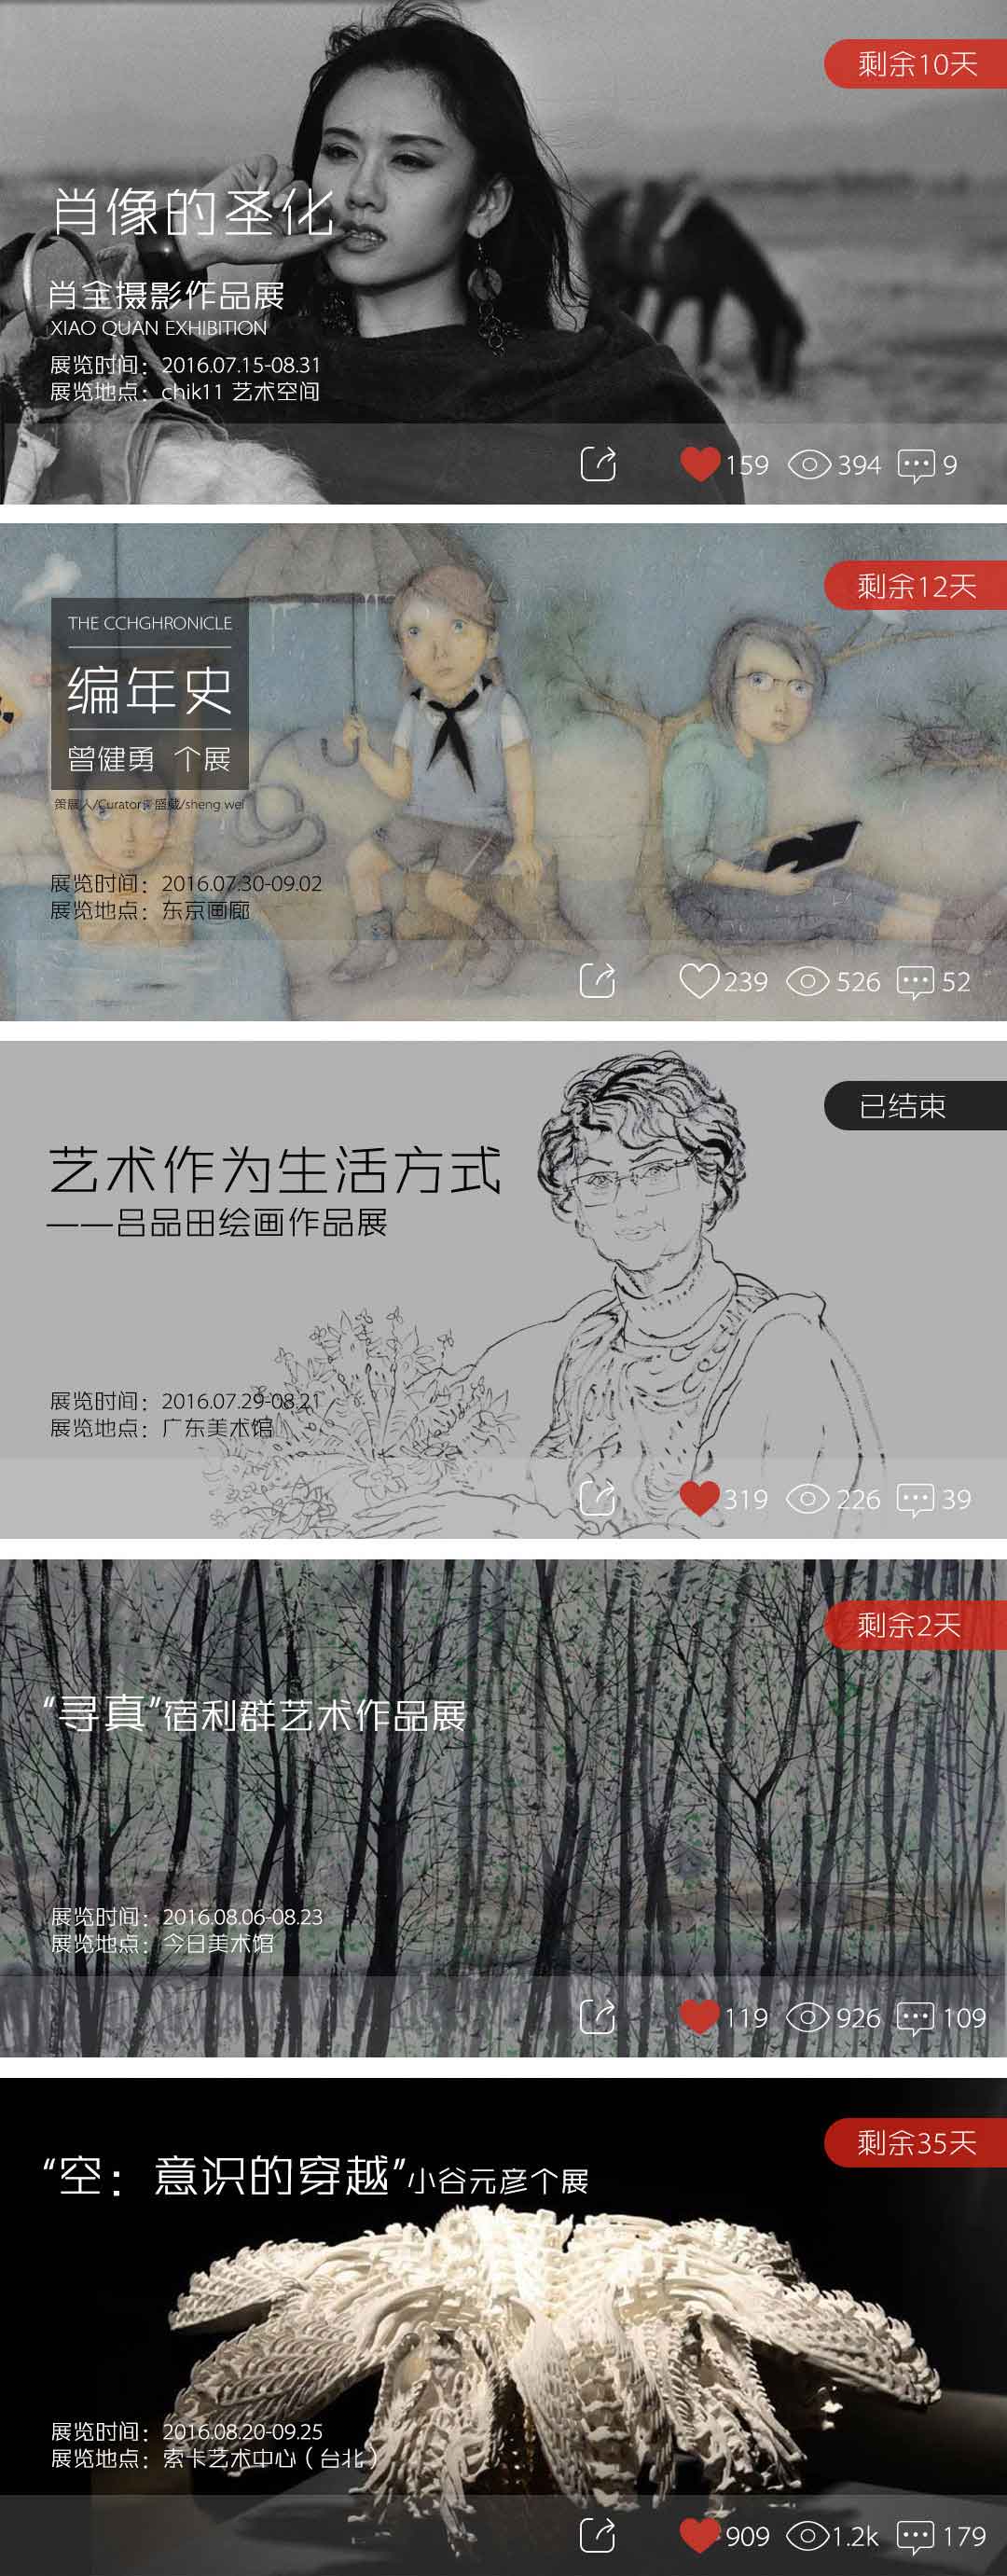 剩余10天
肖像的圣化
肖全摄影作品展
XIAO QUAN EXHIBITION
展览时间：2016.07.15-08.31
展览地点：chik11 艺术空间
159 394 9
剩余12天
THE CCHGHRONICLE
编年史
曾健勇 个展
策展人/Curator：盛葳/sheng wei
展览时间：2016.07.30-09.02
展览地点：东京画廊
239 526 52
已结束
艺术作为生活方式
——吕品田绘画作品展
展览时间：2016.07.29-08.21
展览地点：广东美术馆
319 226 39
剩余2天
“寻真”宿利群艺术作品展
展览时间：2016.08.06-08.23
展览地点：今日美术馆
119 926 109
剩余35天
“空：意识的穿越”小谷元彦个展
展览时间：2016.08.20-09.25
展览地点：索卡艺术中心（台北）
909 1.2k 179